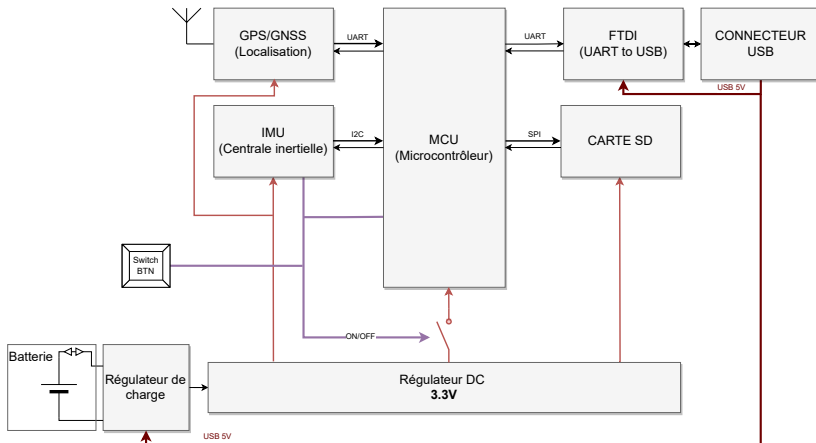 GPS/GNSS
(Localisation)
UART
MCU
(Microcontrôleur)
UART
FTDI
(UART to USB)
CONNECTEUR
USB
USB 5V
IMU
(Centrale inertielle)
I2C
SPI
CARTE SD
Switch
BTN
ON/OFF
Batterie
Régulateur de
charge
Régulateur DC
3.3V
USB 5V